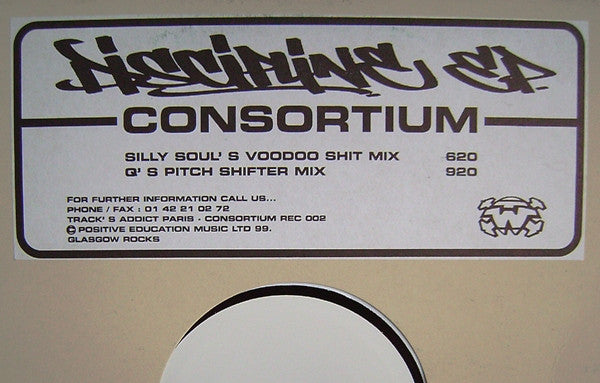 DISCIPLINE EP
CONSORTIUM
SILLY SOUL' S VOODOO SHIT MIX 620
Q' S PITCH SHIFTER MIX 920
FOR FURTHER INFORMATION CALL US...
PHONE / FAX : 01 42 21 02 72
TRACK' S ADDICT PARIS - CONSORTIUM REC 002
© POSITIVE EDUCATION MUSIC LTD 99.
GLASGOW ROCKS